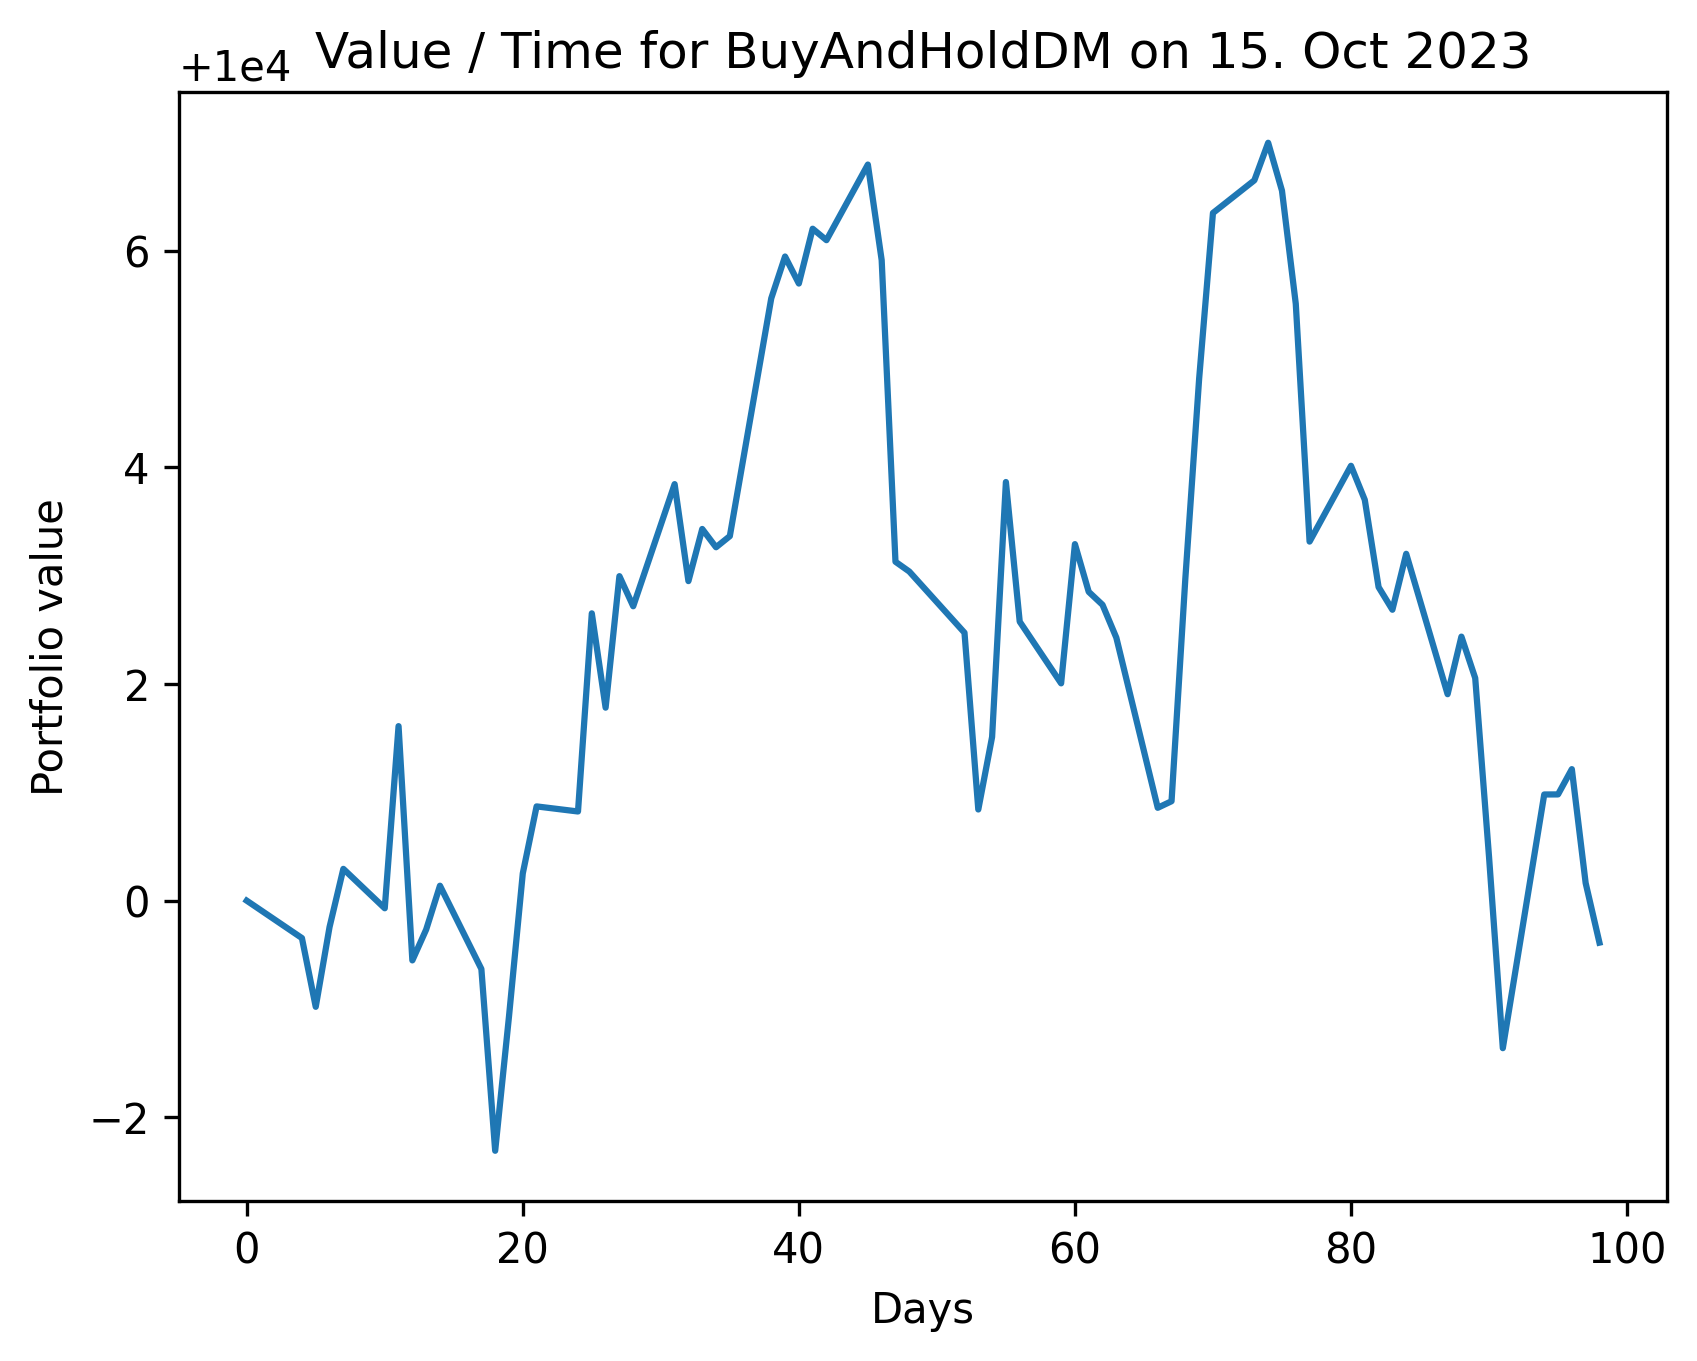 Value / Time for BuyAndHoldDM on 15. Oct 2023
+1e4
6
4
2
0
−2
Portfolio value
0 20 40 60 80 100
Days